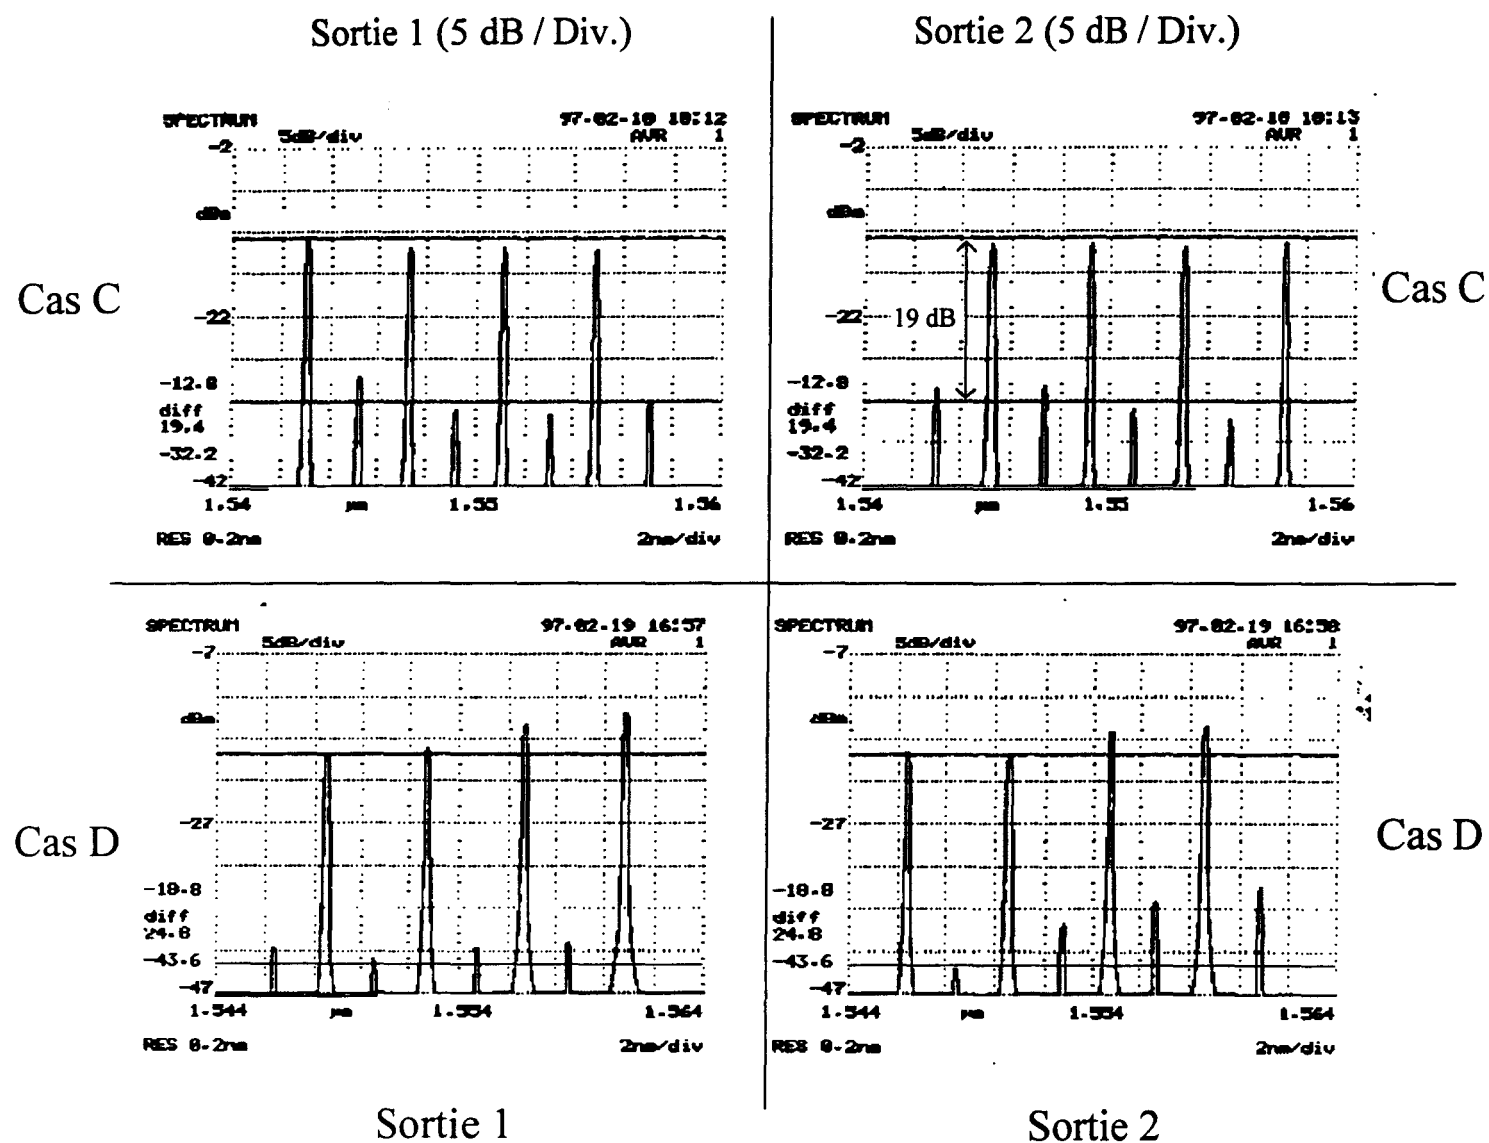 Sortie 1 (5 dB / Div.)
Sortie 2 (5 dB / Div.)
SPECTRUM 97-02-10 10:12
5dB/div AVR 1
-2
dBm
-22
-12.8
diff
19.4
-32.2
-42
1.54 µm 1.55 1.56
RES 0.2nm 2nm/div
Cas C
SPECTRUM 97-02-10 10:13
5dB/div AVR 1
-2
dBm
-22
19 dB
-12.8
diff
19.4
-32.2
-42
1.54 µm 1.55 1.56
RES 0.2nm 2nm/div
Cas C
SPECTRUM 97-02-19 16:57
5dB/div AVR 1
-7
dBm
-27
-18.8
diff
24.8
-43.6
-47
1.544 µm 1.554 1.564
RES 0.2nm 2nm/div
Cas D
SPECTRUM 97-02-19 16:58
5dB/div AVR 1
-7
dBm
-27
-18.8
diff
24.8
-43.6
-47
1.544 µm 1.554 1.564
RES 0.2nm 2nm/div
Cas D
Sortie 1
Sortie 2